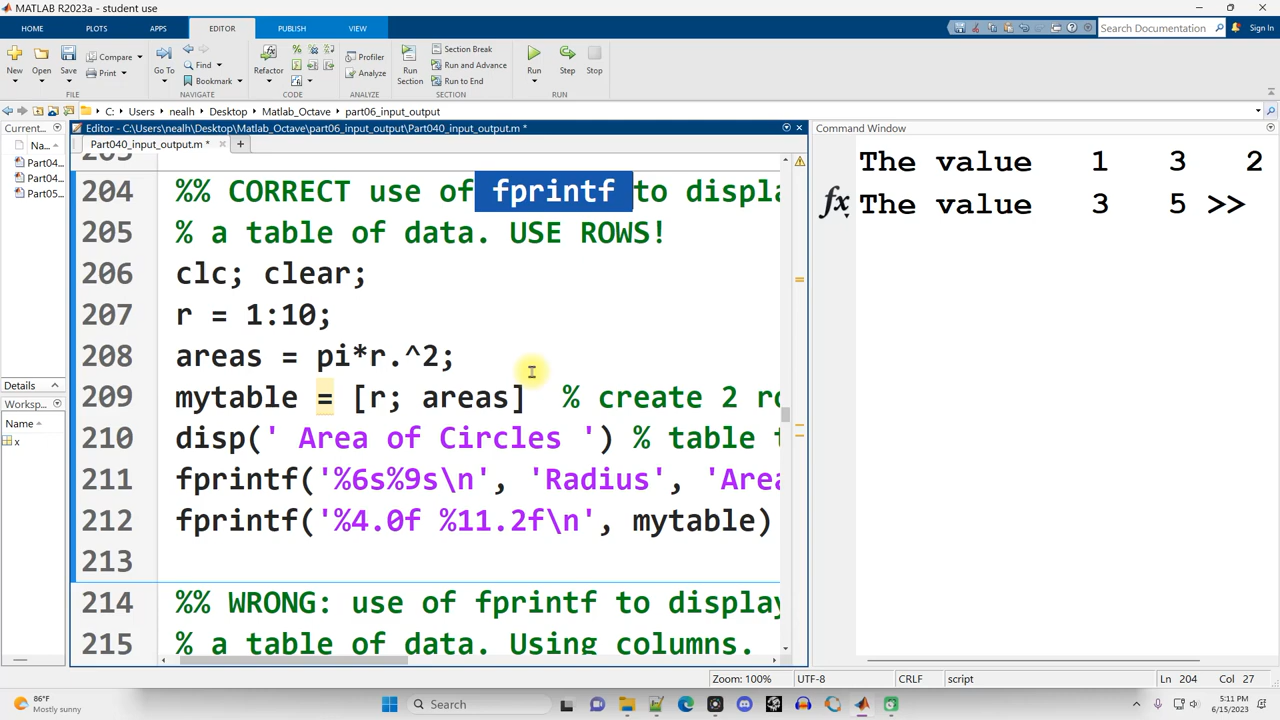 MATLAB R2023a - student use
HOME PLOTS APPS EDITOR PUBLISH VIEW
Search Documentation
Sign In
New Open Save
Compare
Print
Go To
Find
Bookmark
Refactor
Profiler
Analyze
Run Section
Section Break
Run and Advance
Run to End
Run Step Stop
FILE NAVIGATE CODE ANALYZE SECTION RUN
C: Users nealh Desktop Matlab_Octave part06_input_output
Curren...
Na...
Part04...
Part04...
Part05...
Details
Worksp...
Name
x
Editor - C:\Users\nealh\Desktop\Matlab_Octave\part06_input_output\Part040_input_output.m *
Part040_input_output.m *
203
204 %% CORRECT use of fprintf to displa
205 % a table of data. USE ROWS!
206 clc; clear;
207 r = 1:10;
208 areas = pi*r.^2;
209 mytable = [r; areas] % create 2 ro
210 disp(' Area of Circles ') % table t
211 fprintf('%6s%9s\n', 'Radius', 'Area
212 fprintf('%4.0f %11.2f\n', mytable)
213
214 %% WRONG: use of fprintf to display
215 % a table of data. Using columns.
Command Window
The value 1 3 2
fx The value 3 5 >>
Zoom: 100% UTF-8 CRLF script Ln 204 Col 27
86°F
Mostly sunny
Search
5:11 PM
6/15/2023